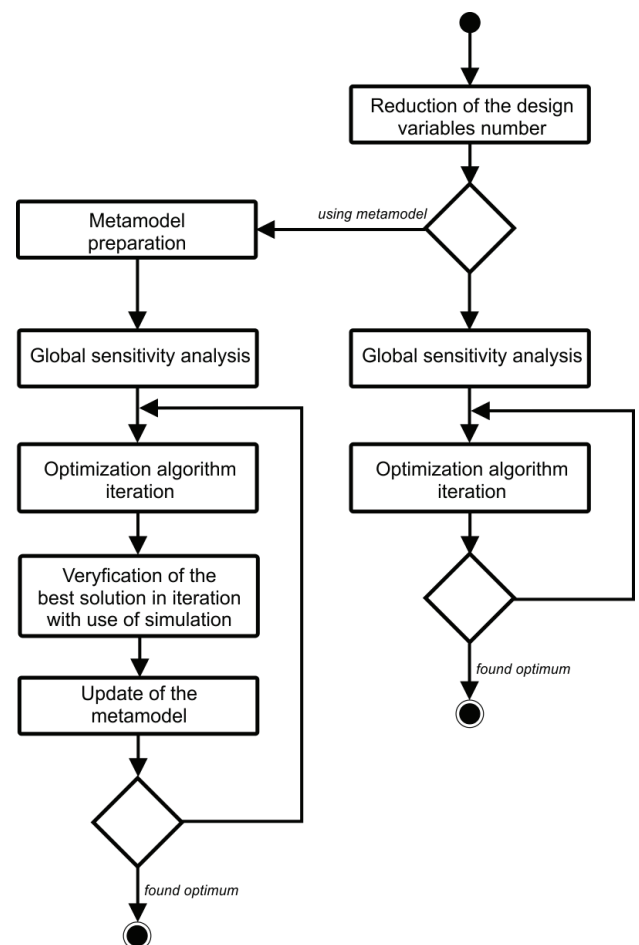 Reduction of the design
variables number
using metamodel
Metamodel
preparation
Global sensitivity analysis
Global sensitivity analysis
Optimization algorithm
iteration
Optimization algorithm
iteration
Veryfication of the
best solution in iteration
with use of simulation
found optimum
Update of the
metamodel
found optimum